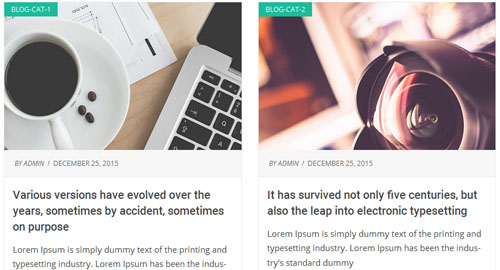 BLOG-CAT-1
BY ADMIN / DECEMBER 25, 2015
Various versions have evolved over the
years, sometimes by accident, sometimes
on purpose
Lorem Ipsum is simply dummy text of the printing and
typesetting industry. Lorem Ipsum has been the indus-
BLOG-CAT-2
BY ADMIN / DECEMBER 25, 2015
It has survived not only five centuries, but
also the leap into electronic typesetting
Lorem Ipsum is simply dummy text of the printing and
typesetting industry. Lorem Ipsum has been the indus-
try's standard dummy